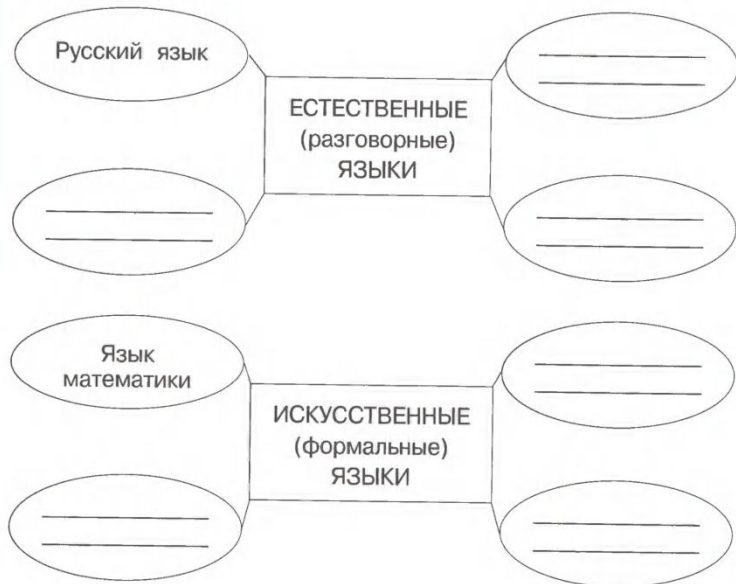 Русский язык
ЕСТЕСТВЕННЫЕ
(разговорные)
ЯЗЫКИ
Язык
математики
ИСКУССТВЕННЫЕ
(формальные)
ЯЗЫКИ